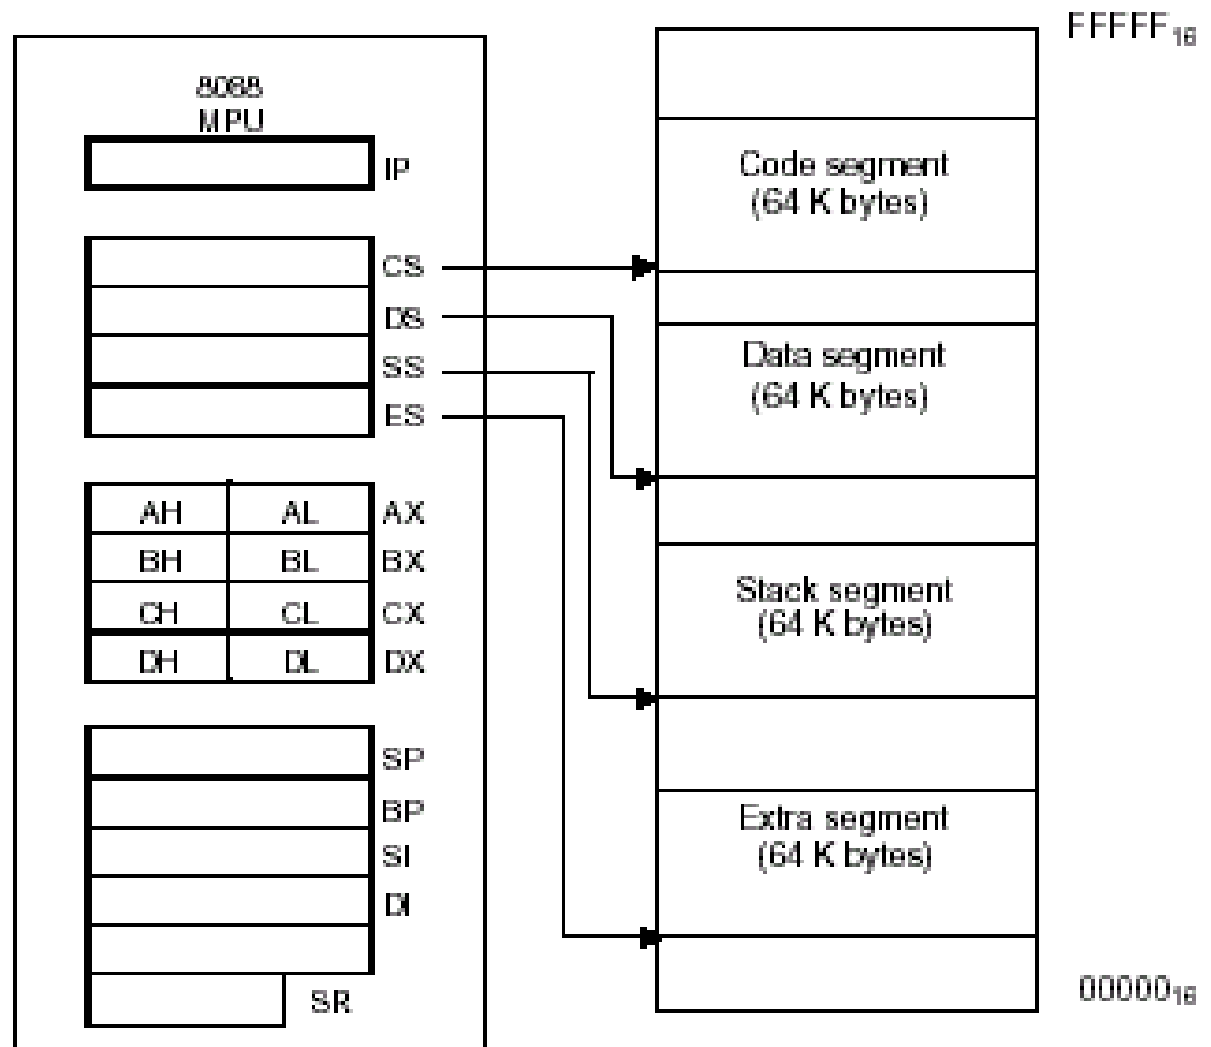 8088
MPU
IP
CS
DS
SS
ES
AH AL AX
BH BL BX
CH CL CX
DH DL DX
SP
BP
SI
DI
SR
FFFFF16
Code segment
(64 K bytes)
Data segment
(64 K bytes)
Stack segment
(64 K bytes)
Extra segment
(64 K bytes)
0000016